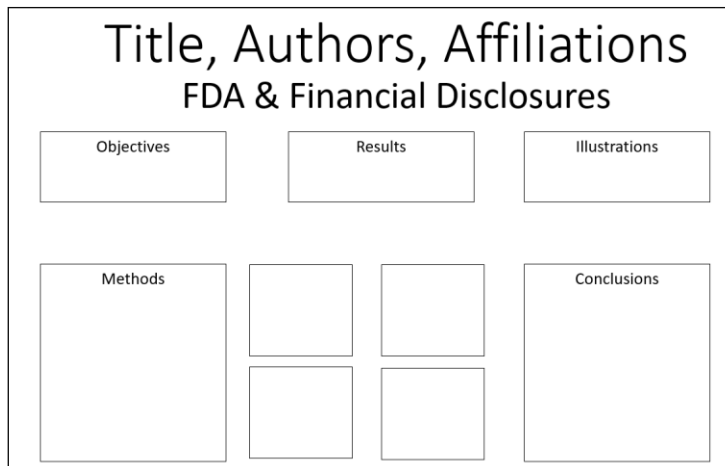 Title, Authors, Affiliations
FDA & Financial Disclosures
Objectives
Results
Illustrations
Methods
Conclusions